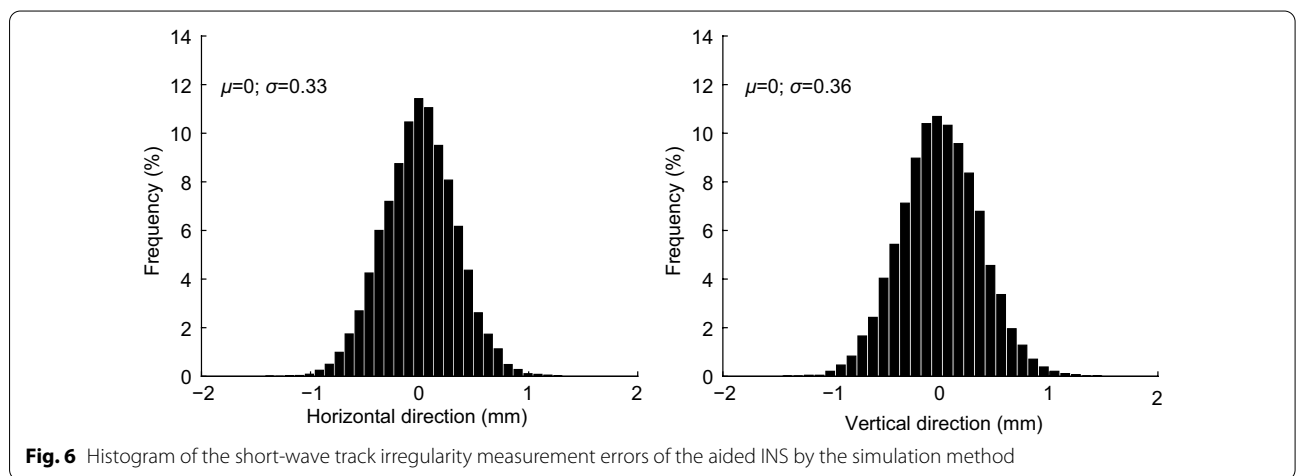 14
12
10
8
6
4
2
0
Frequency (%)
μ=0; σ=0.33
−2 −1 0 1 2
Horizontal direction (mm)
14
12
10
8
6
4
2
0
Frequency (%)
μ=0; σ=0.36
−2 −1 0 1 2
Vertical direction (mm)
Fig. 6 Histogram of the short-wave track irregularity measurement errors of the aided INS by the simulation method